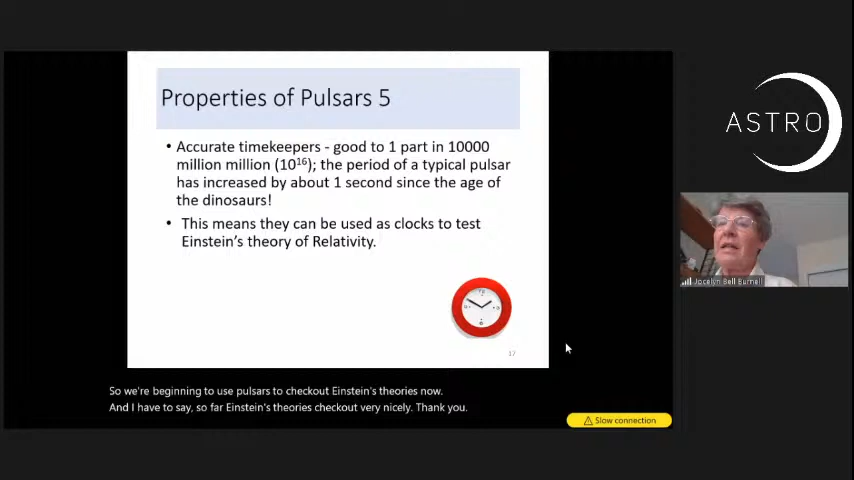 Properties of Pulsars 5
• Accurate timekeepers - good to 1 part in 10000
million million (10¹⁶); the period of a typical pulsar
has increased by about 1 second since the age of
the dinosaurs!
• This means they can be used as clocks to test
Einstein's theory of Relativity.
17
So we're beginning to use pulsars to checkout Einstein's theories now.
And I have to say, so far Einstein's theories checkout very nicely. Thank you.
Slow connection
ASTRO
Jocelyn Bell Burnell